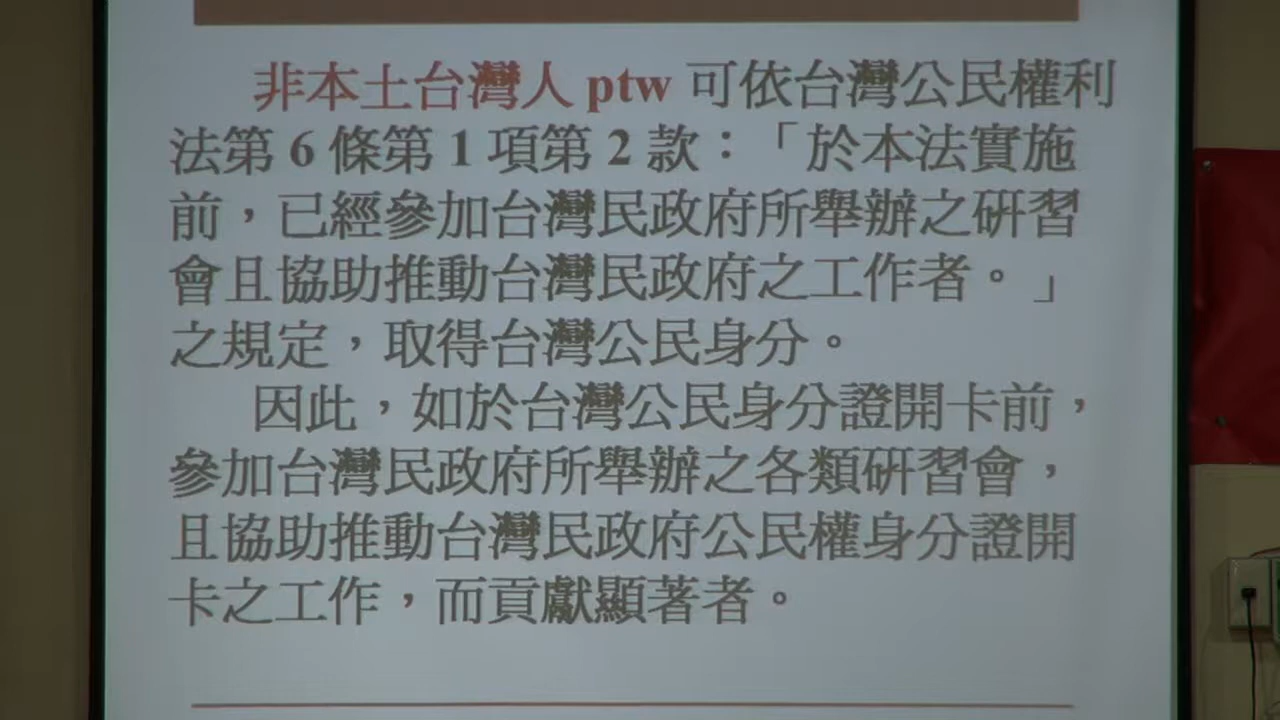 非本土台灣人 ptw 可依台灣公民權利
法第 6 條第 1 項第 2 款：「於本法實施
前，已經參加台灣民政府所舉辦之研習
會且協助推動台灣民政府之工作者。」
之規定，取得台灣公民身分。
因此，如於台灣公民身分證開卡前，
參加台灣民政府所舉辦之各類研習會，
且協助推動台灣民政府公民權身分證開
卡之工作，而貢獻顯著者。